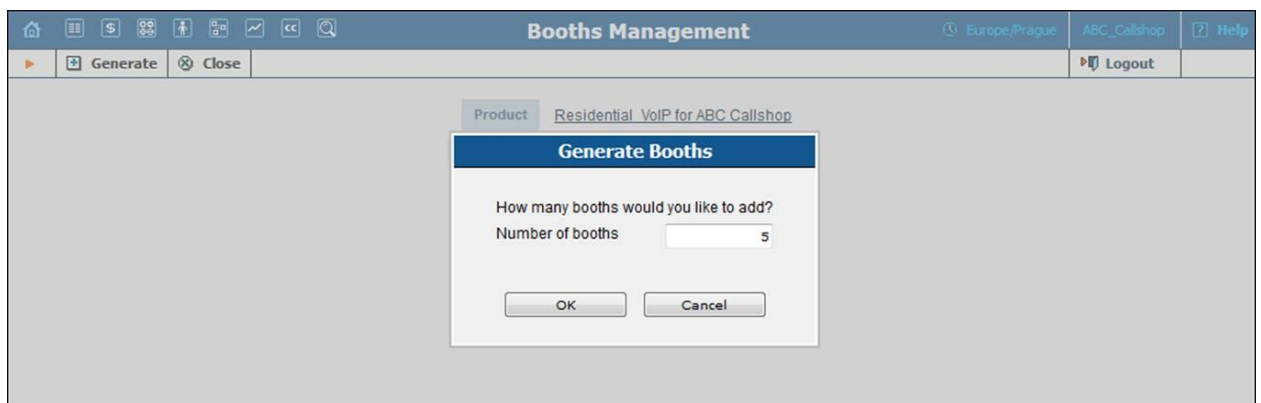 $ CC Booths Management Europe/Prague ABC_Callshop ? Help
Generate Close Logout
Product Residential VoIP for ABC Callshop
Generate Booths
How many booths would you like to add?
Number of booths 5
OK Cancel